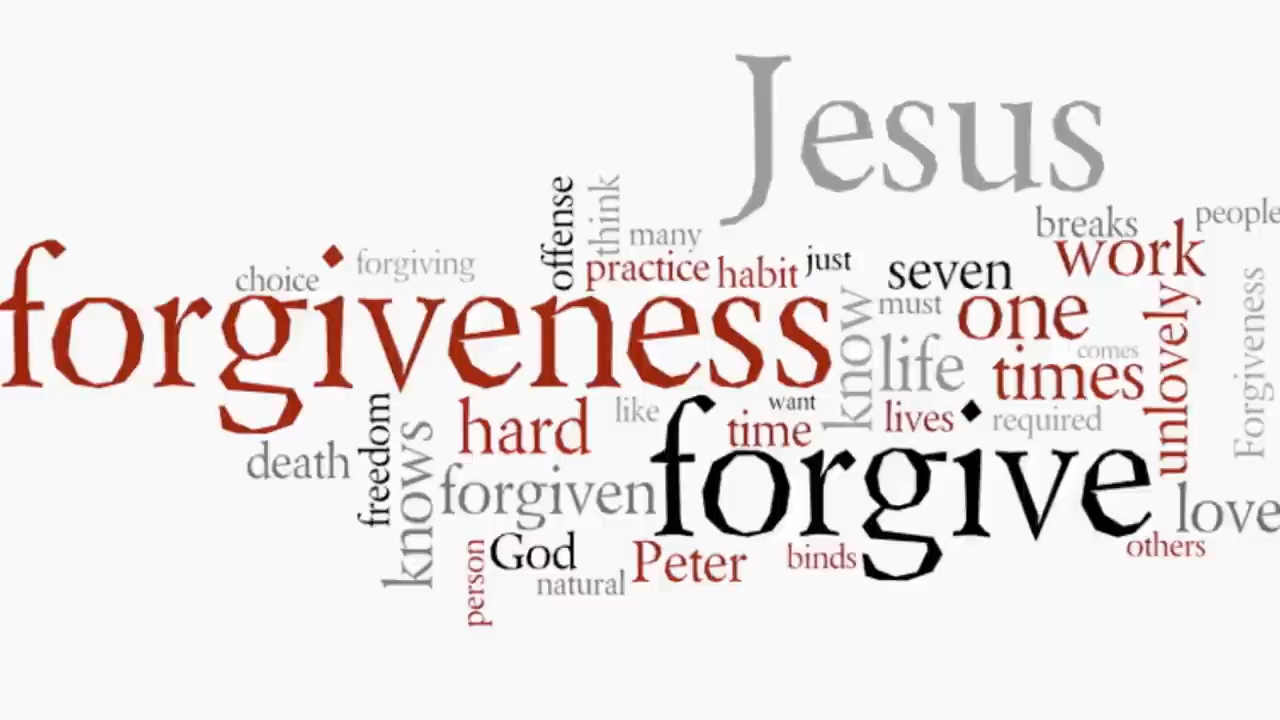 Jesus
offense
think
many
breaks
people
work
choice
forgiving
practice
habit
just
seven
forgiveness
know
must
one
unlovely
Forgiveness
life
comes
times
freedom
knows
hard
like
want
time
lives
required
death
forgiven
forgive
love
person
God
natural
Peter
binds
others